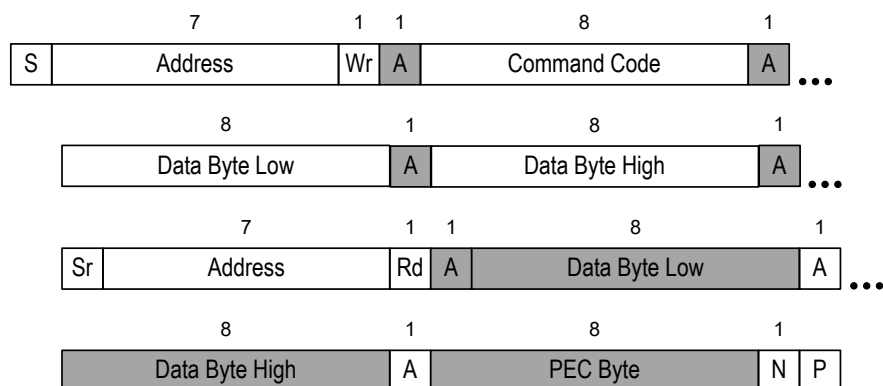 7 1 1 8 1
S Address Wr A Command Code A ...
8 1 8 1
Data Byte Low A Data Byte High A ...
7 1 1 8 1
Sr Address Rd A Data Byte Low A ...
8 1 8 1
Data Byte High A PEC Byte N P